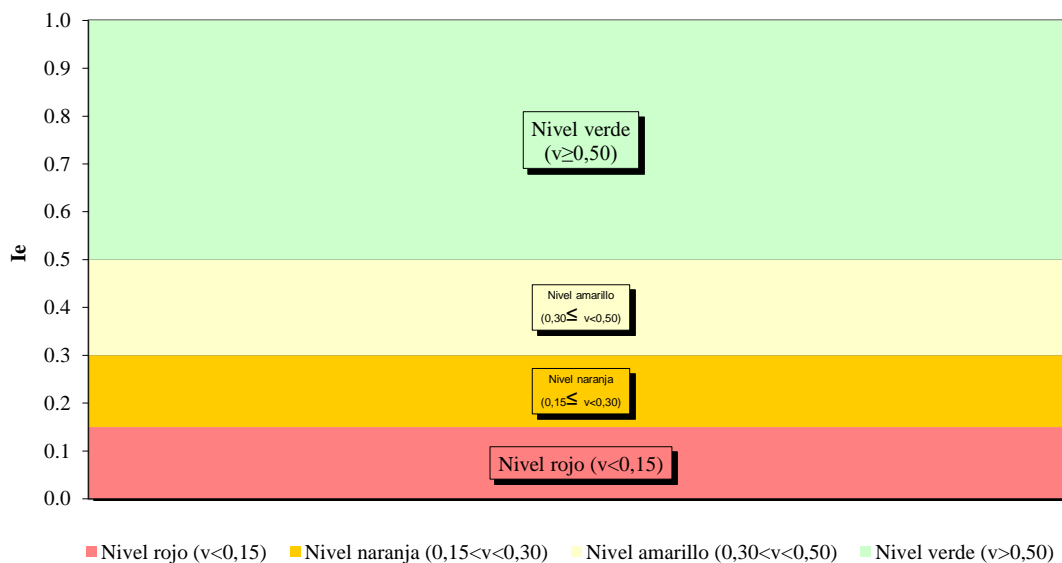 1.0
0.9
0.8
0.7
0.6
0.5
0.4
0.3
0.2
0.1
0.0
Ie
Nivel verde
(v≥0,50)
Nivel amarillo
(0,30≤ v<0,50)
Nivel naranja
(0,15≤ v<0,30)
Nivel rojo (v<0,15)
Nivel rojo (v<0,15) Nivel naranja (0,15<v<0,30) Nivel amarillo (0,30<v<0,50) Nivel verde (v>0,50)